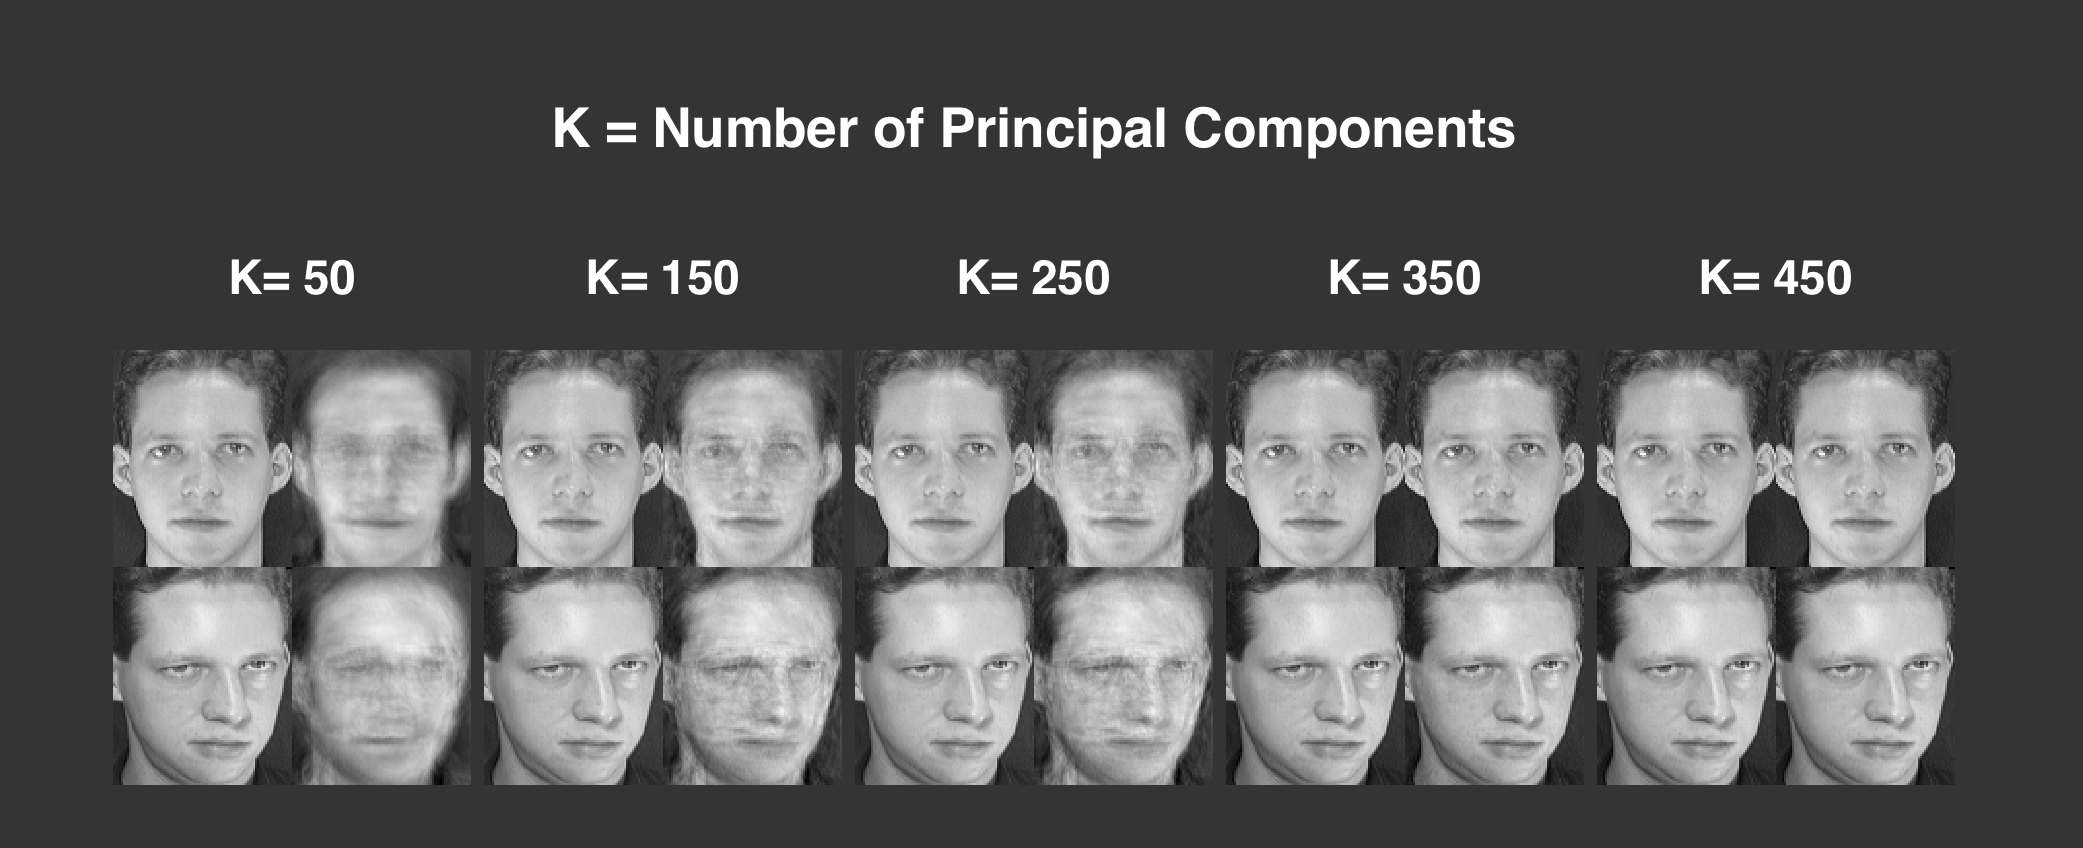 K = Number of Principal Components
K= 50 K= 150 K= 250 K= 350 K= 450